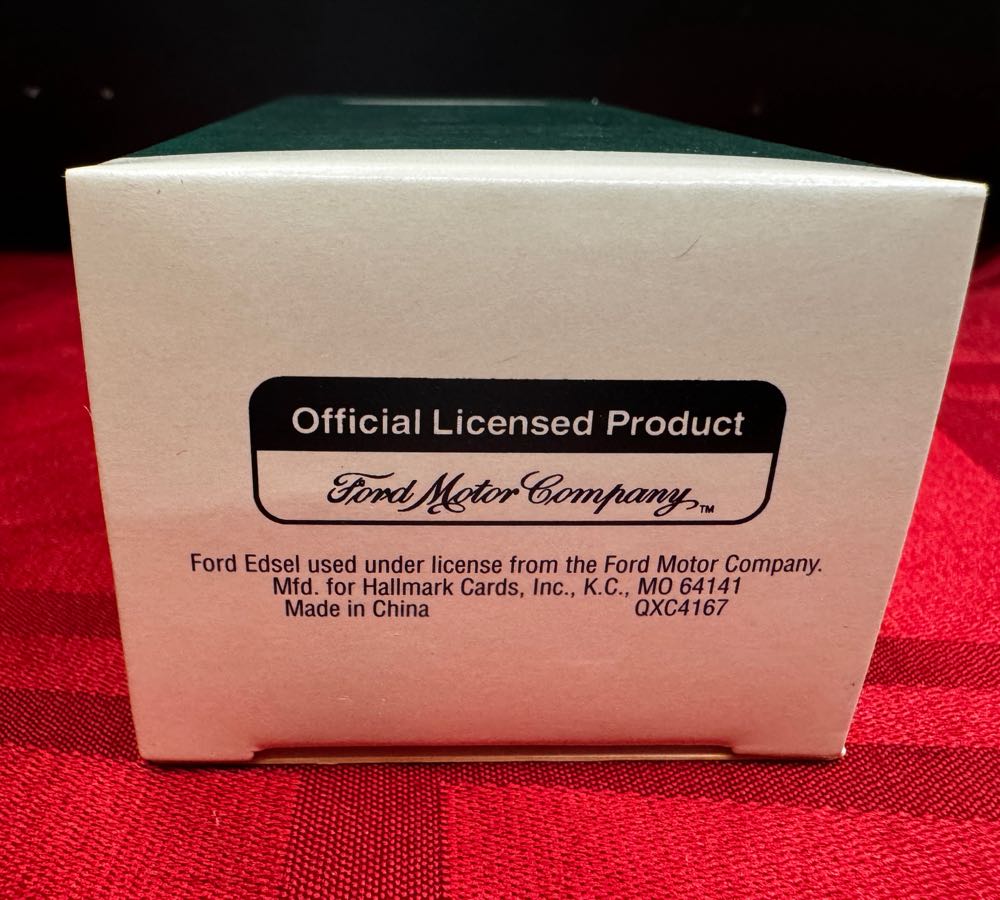 Official Licensed Product
Ford Motor Company™
Ford Edsel used under license from the Ford Motor Company.
Mfd. for Hallmark Cards, Inc., K.C., MO 64141
Made in China QXC4167